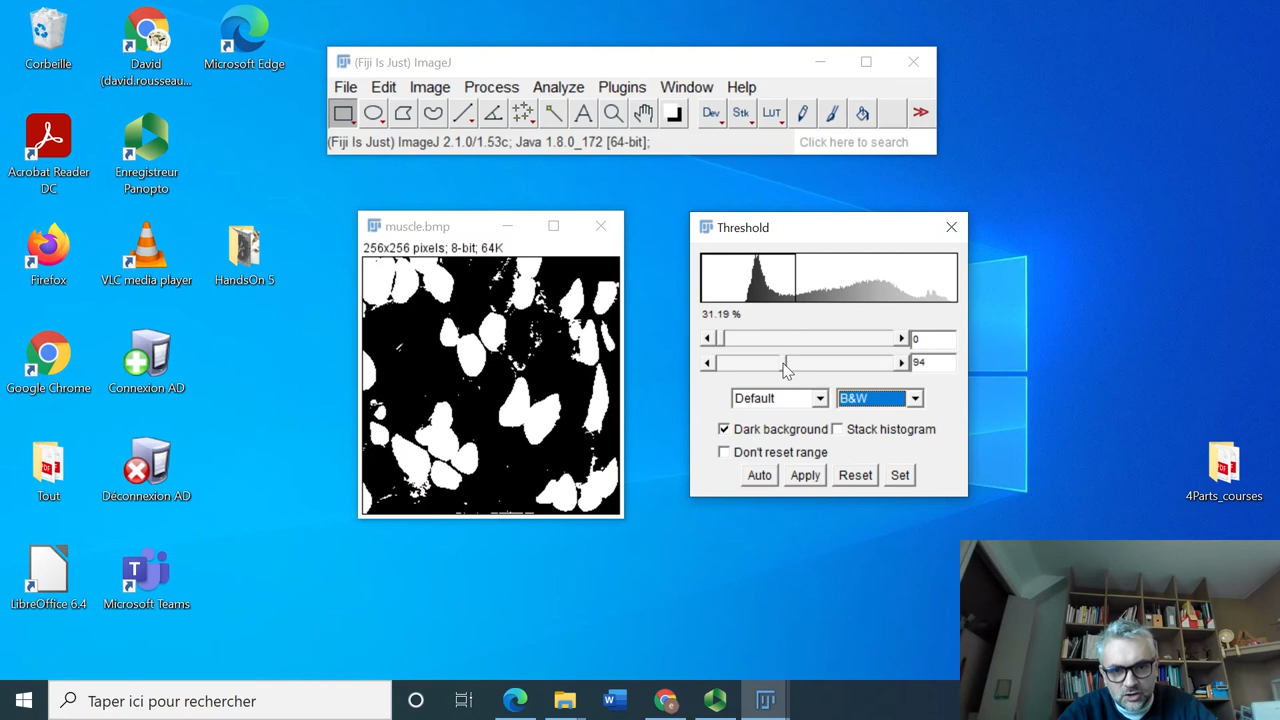 Corbeille
David
(david.rousseau...
Microsoft Edge
Acrobat Reader
DC
Enregistreur
Panopto
Firefox
VLC media player
HandsOn 5
Google Chrome
Connexion AD
Tout
Déconnexion AD
LibreOffice 6.4
Microsoft Teams
(Fiji Is Just) ImageJ
File Edit Image Process Analyze Plugins Window Help
Dev Stk LUT
(Fiji Is Just) ImageJ 2.1.0/1.53c; Java 1.8.0_172 [64-bit];
Click here to search
muscle.bmp
256x256 pixels; 8-bit; 64K
Threshold
31.19 %
0
94
Default B&W
Dark background Stack histogram
Don't reset range
Auto Apply Reset Set
4Parts_courses
Taper ici pour rechercher